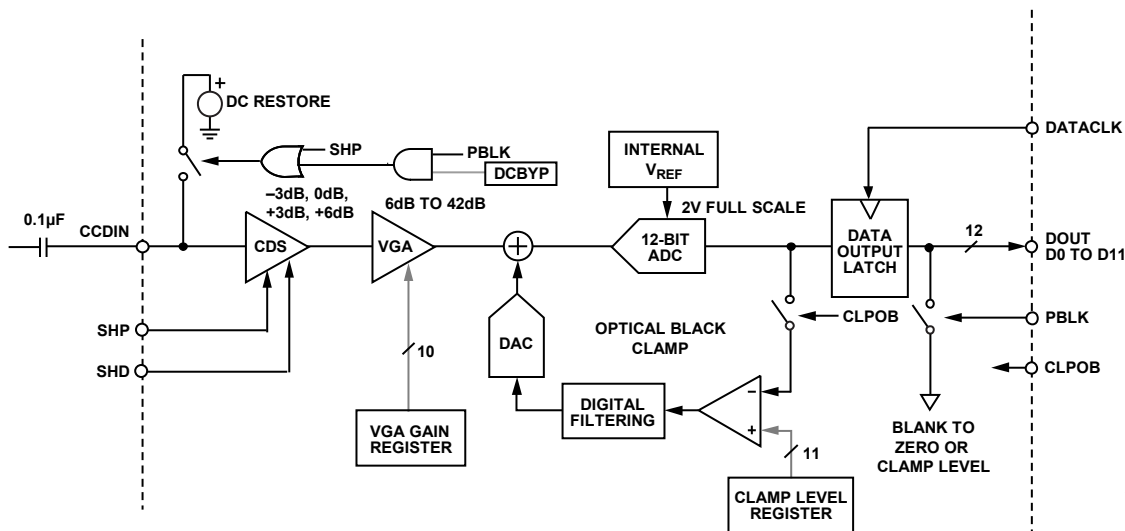 +
DC RESTORE
SHP
PBLK
DCBYP
INTERNAL
VREF
DATACLK
–3dB, 0dB,
+3dB, +6dB
6dB TO 42dB
2V FULL SCALE
0.1µF
CCDIN
CDS
VGA
+
12-BIT
ADC
DATA
OUTPUT
LATCH
12
DOUT
D0 TO D11
SHP
SHD
10
DAC
OPTICAL BLACK
CLAMP
CLPOB
PBLK
CLPOB
VGA GAIN
REGISTER
DIGITAL
FILTERING
–
+
11
CLAMP LEVEL
REGISTER
BLANK TO
ZERO OR
CLAMP LEVEL